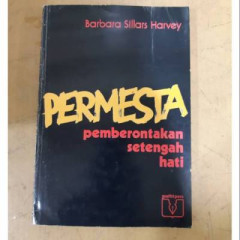 Barbara Sillars Harvey
PERMESTA
pemberontakan
setengah
hati